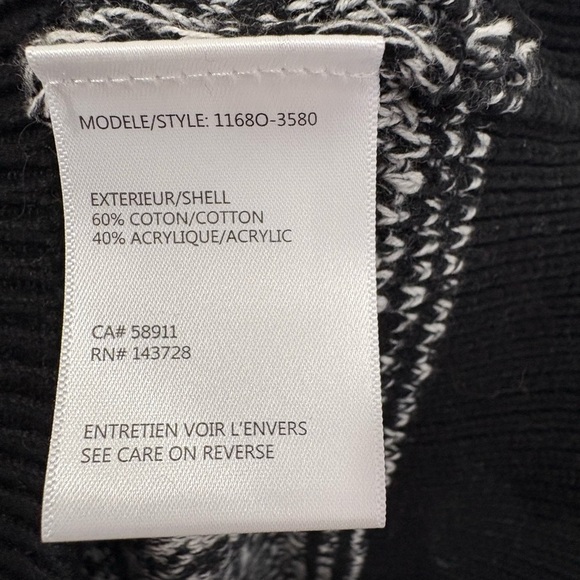 MODELE/STYLE: 1168O-3580
EXTERIEUR/SHELL
60% COTON/COTTON
40% ACRYLIQUE/ACRYLIC
CA# 58911
RN# 143728
ENTRETIEN VOIR L'ENVERS
SEE CARE ON REVERSE